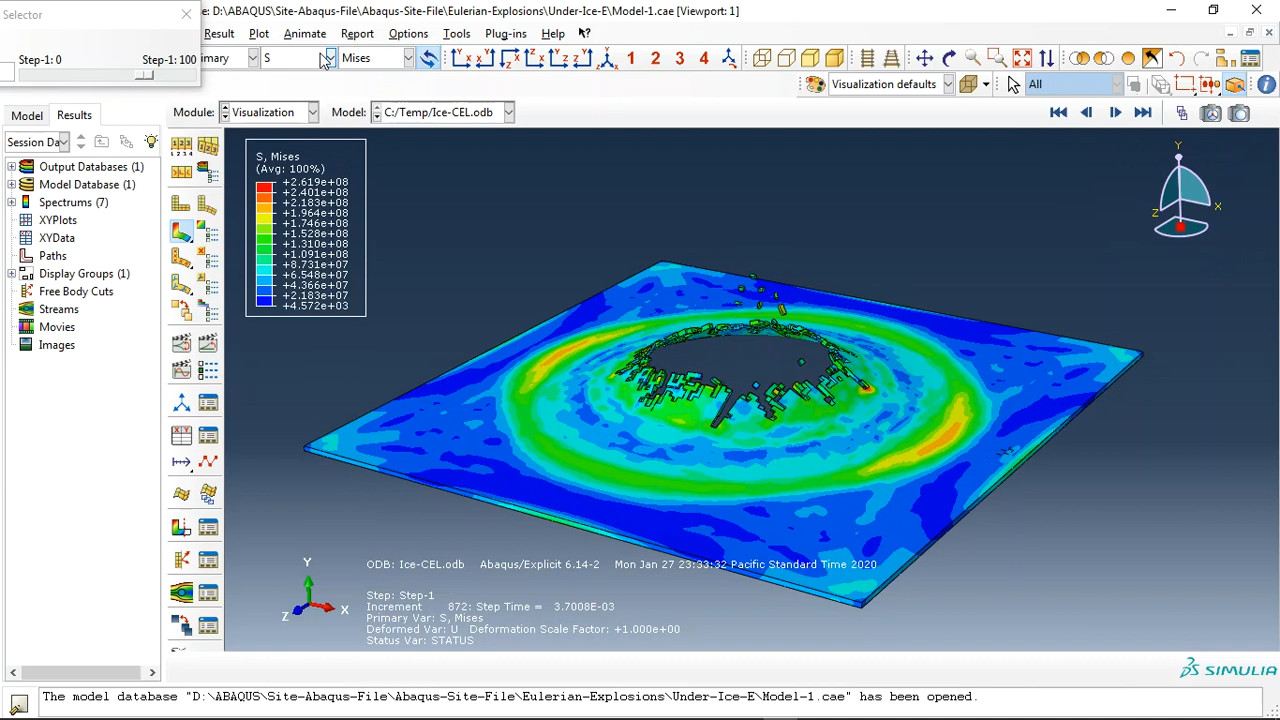 Selector
: D:\ABAQUS\Site-Abaqus-File\Abaqus-Site-File\Eulerian-Explosions\Under-Ice-E\Model-1.cae [Viewport: 1]
Result Plot Animate Report Options Tools Plug-ins Help
Step-1: 0 Step-1: 100
S Mises 1 2 3 4
Visualization defaults All
Model Results
Module: Visualization Model: C:/Temp/Ice-CEL.odb
Session Da
Output Databases (1)
Model Database (1)
Spectrums (7)
XYPlots
XYData
Paths
Display Groups (1)
Free Body Cuts
Streams
Movies
Images
S, Mises
(Avg: 100%)
+2.619e+08
+2.401e+08
+2.183e+08
+1.964e+08
+1.746e+08
+1.528e+08
+1.310e+08
+1.091e+08
+8.731e+07
+6.548e+07
+4.366e+07
+2.183e+07
+4.572e+03
Y
Z X
Y
Z X
ODB: Ice-CEL.odb Abaqus/Explicit 6.14-2 Mon Jan 27 23:33:32 Pacific Standard Time 2020
Step: Step-1
Increment 872: Step Time = 3.7008E-03
Primary Var: S, Mises
Deformed Var: U Deformation Scale Factor: +1.000e+00
Status Var: STATUS
SIMULIA
The model database "D:\ABAQUS\Site-Abaqus-File\Abaqus-Site-File\Eulerian-Explosions\Under-Ice-E\Model-1.cae" has been opened.